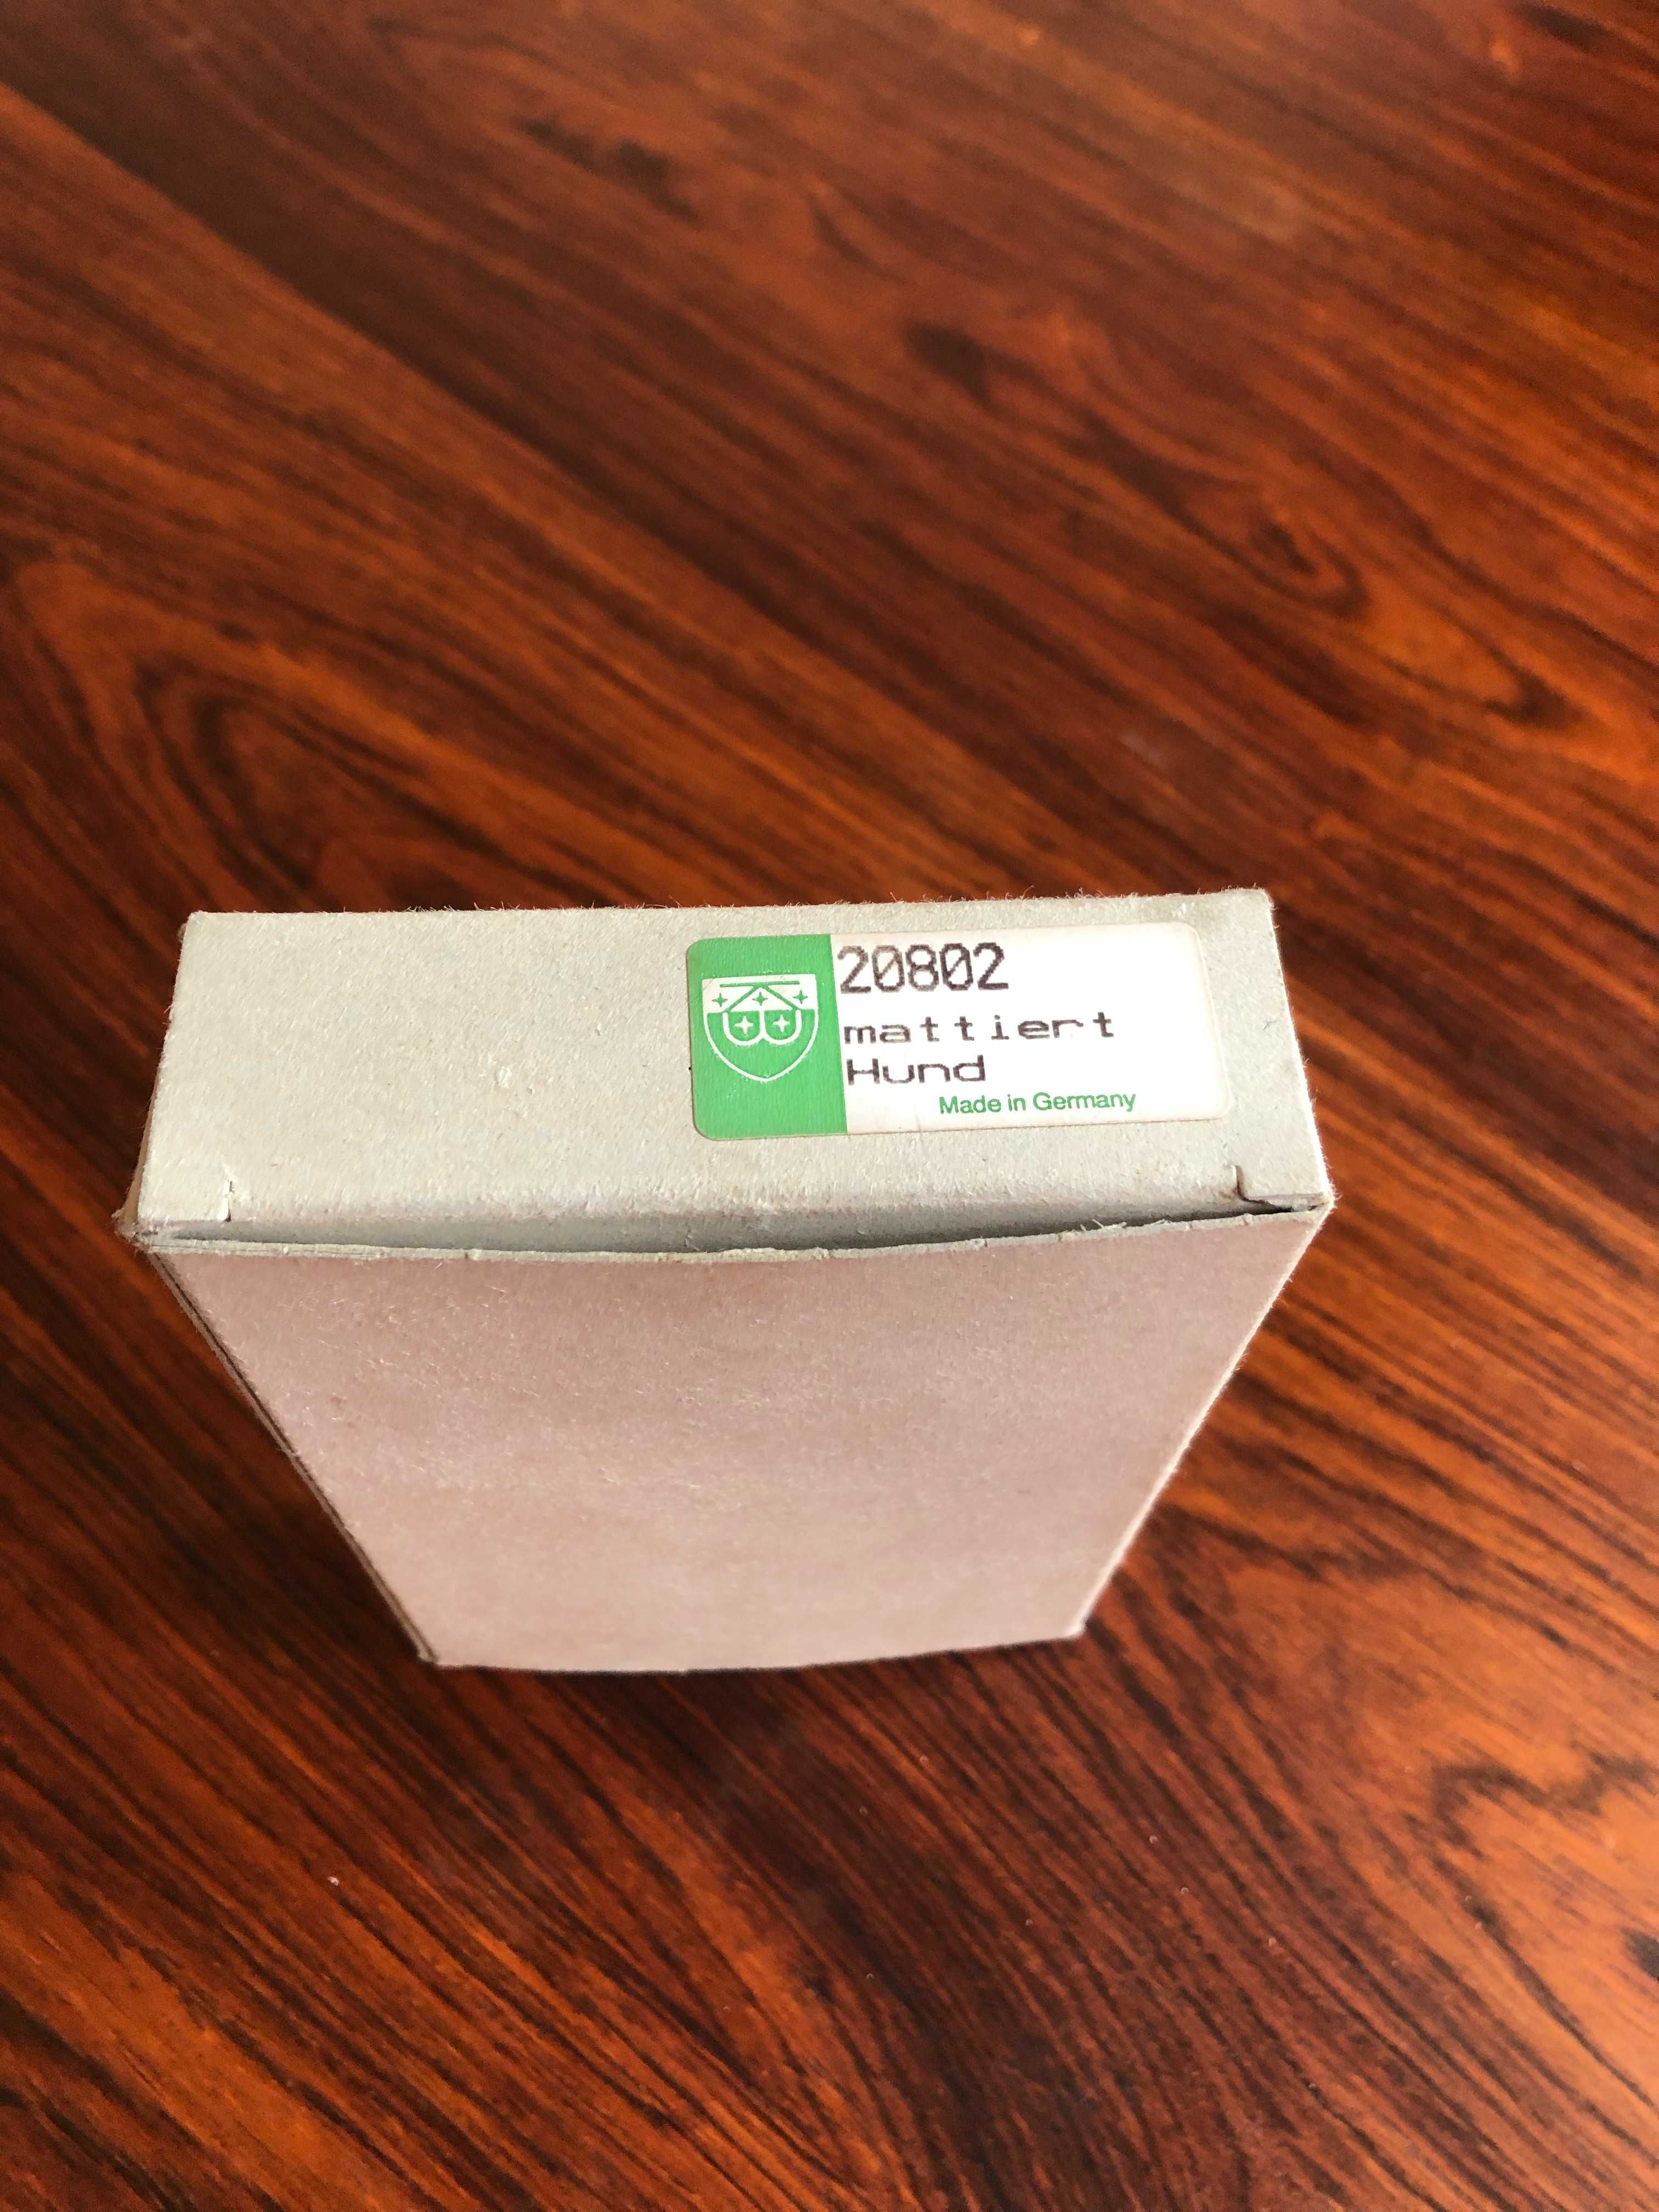 20802
mattiert
Hund
Made in Germany